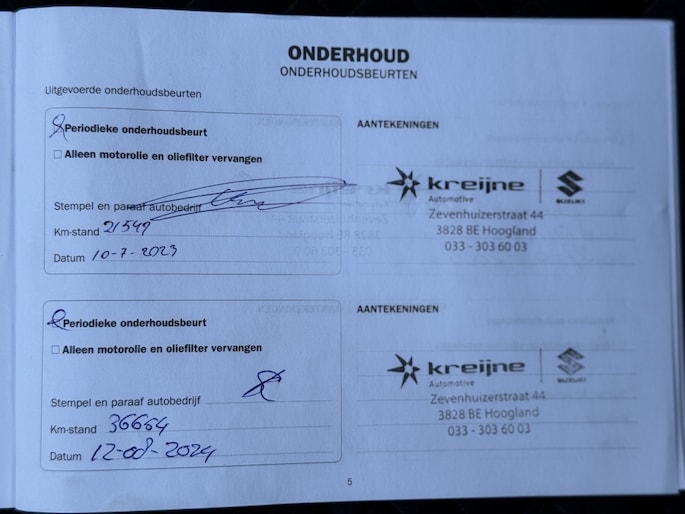 ONDERHOUD
ONDERHOUDSBEURTEN
Uitgevoerde onderhoudsbeurten
Periodieke onderhoudsbeurt
Alleen motorolie en oliefilter vervangen
Stempel en paraaf autobedrijf
Km-stand 21547
Datum 10-7-2023
AANTEKENINGEN
kreijne
Automotive
SUZUKI
Zevenhuizerstraat 44
3828 BE Hoogland
033 - 303 60 03
Periodieke onderhoudsbeurt
Alleen motorolie en oliefilter vervangen
Stempel en paraaf autobedrijf
Km-stand 36664
Datum 12-08-2024
AANTEKENINGEN
kreijne
Automotive
SUZUKI
Zevenhuizerstraat 44
3828 BE Hoogland
033 - 303 60 03
5